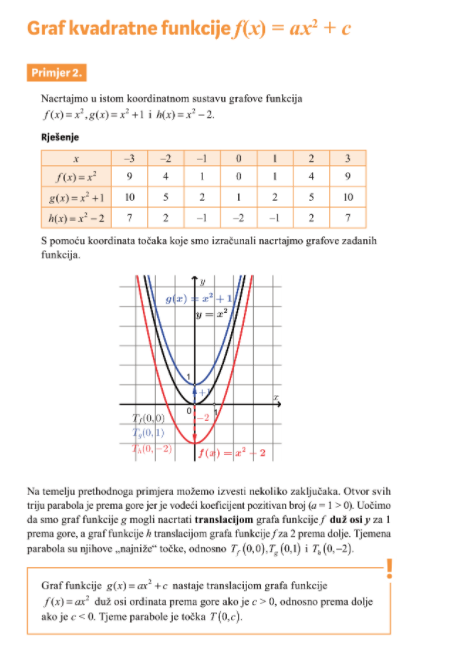 Graf kvadratne funkcije f(x) = ax² + c
Primjer 2.
Nacrtajmo u istom koordinatnom sustavu grafove funkcija
f(x) = x², g(x) = x² +1 i h(x) = x² – 2.
Rješenje
x –3 –2 –1 0 1 2 3
f(x) = x² 9 4 1 0 1 4 9
g(x) = x² +1 10 5 2 1 2 5 10
h(x) = x² – 2 7 2 –1 –2 –1 2 7
S pomoću koordinata točaka koje smo izračunali nacrtajmo grafove zadanih
funkcija.
y
g(x) = x² + 1
y = x²
1
+1
x
0
1
T_f(0,0)
–2
T_g(0,1)
T_h(0,–2)
f(x) = x² – 2
Na temelju prethodnoga primjera možemo izvesti nekoliko zaključaka. Otvor svih
triju parabola je prema gore jer je vodeći koeficijent pozitivan broj (a = 1 > 0). Uočimo
da smo graf funkcije g mogli nacrtati translacijom grafa funkcije f duž osi y za 1
prema gore, a graf funkcije h translacijom grafa funkcije f za 2 prema dolje. Tjemena
parabola su njihove „najniže“ točke, odnosno T_f (0,0), T_g (0,1) i T_h (0,–2).
!
Graf funkcije g(x) = ax² + c nastaje translacijom grafa funkcije
f(x) = ax² duž osi ordinata prema gore ako je c > 0, odnosno prema dolje
ako je c < 0. Tjeme parabole je točka T(0,c).